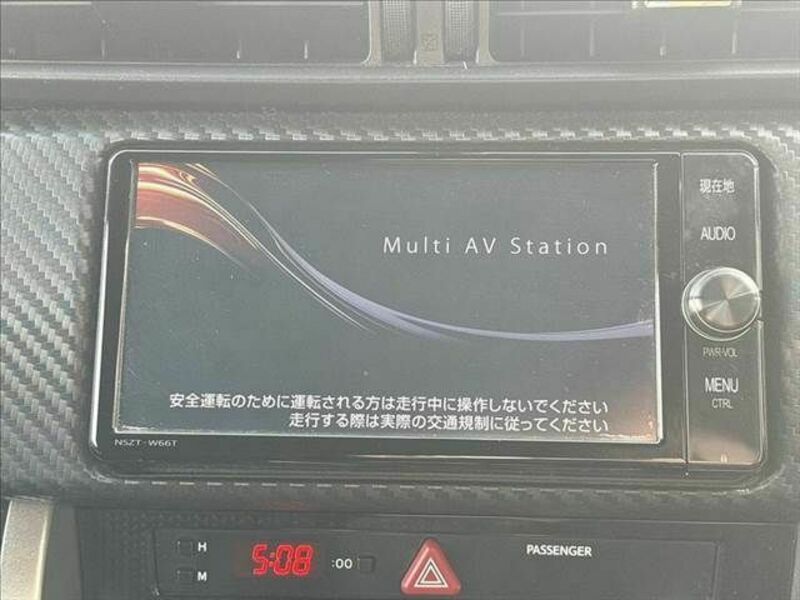 現在地
AUDIO
Multi AV Station
PWR·VOL
MENU
CTRL
安全運転のために運転される方は走行中に操作しないでください
走行する際は実際の交通規制に従ってください
NSZT-W66T
H
5:08 :00
M
PASSENGER